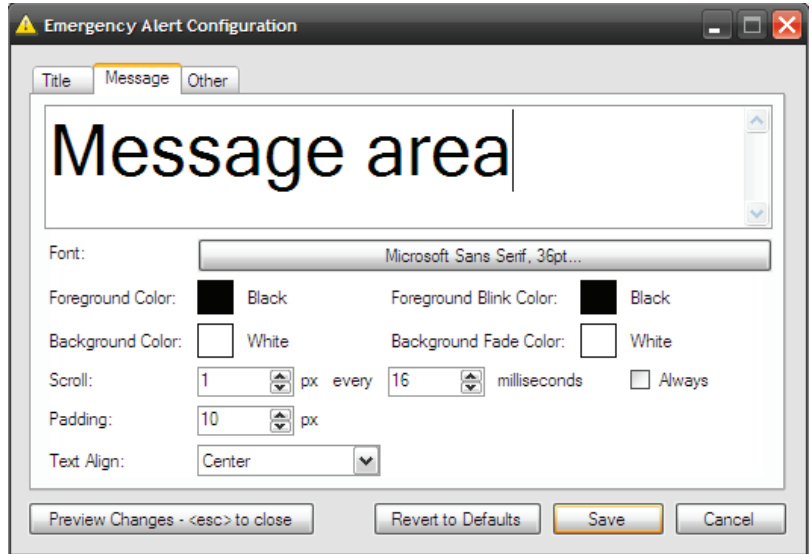 Emergency Alert Configuration
Title Message Other
Message area
Font: Microsoft Sans Serif, 36pt...
Foreground Color: Black Foreground Blink Color: Black
Background Color: White Background Fade Color: White
Scroll: 1 px every 16 milliseconds Always
Padding: 10 px
Text Align: Center
Preview Changes - <esc> to close Revert to Defaults Save Cancel